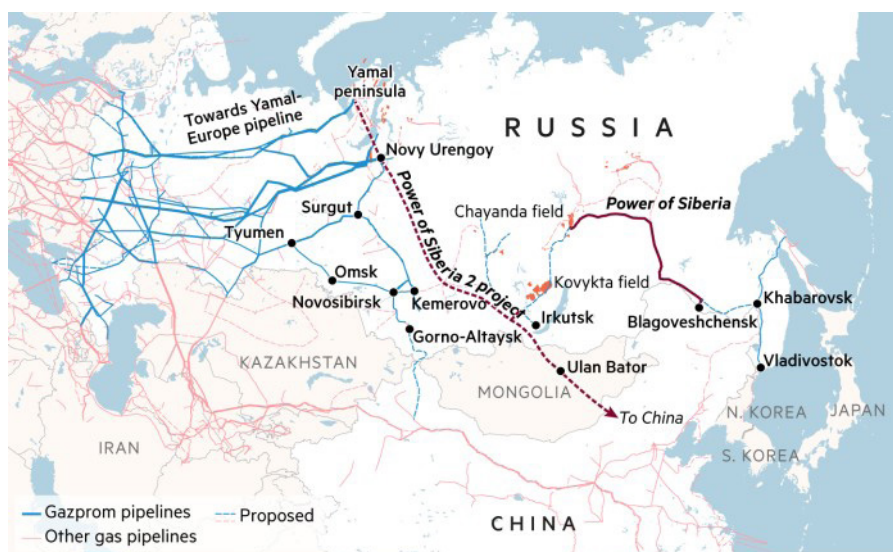 Yamal
peninsula
Towards Yamal-
Europe pipeline
RUSSIA
Novy Urengoy
Power of Siberia
Chayanda field
Surgut
Power of Siberia 2 project
Tyumen
Omsk
Kovykta field
Novosibirsk
Kemerovo
Irkutsk
Khabarovsk
Blagoveshchensk
Gorno-Altaysk
KAZAKHSTAN
Ulan Bator
Vladivostok
MONGOLIA
To China
N. KOREA
JAPAN
IRAN
S. KOREA
Gazprom pipelines
Proposed
Other gas pipelines
CHINA